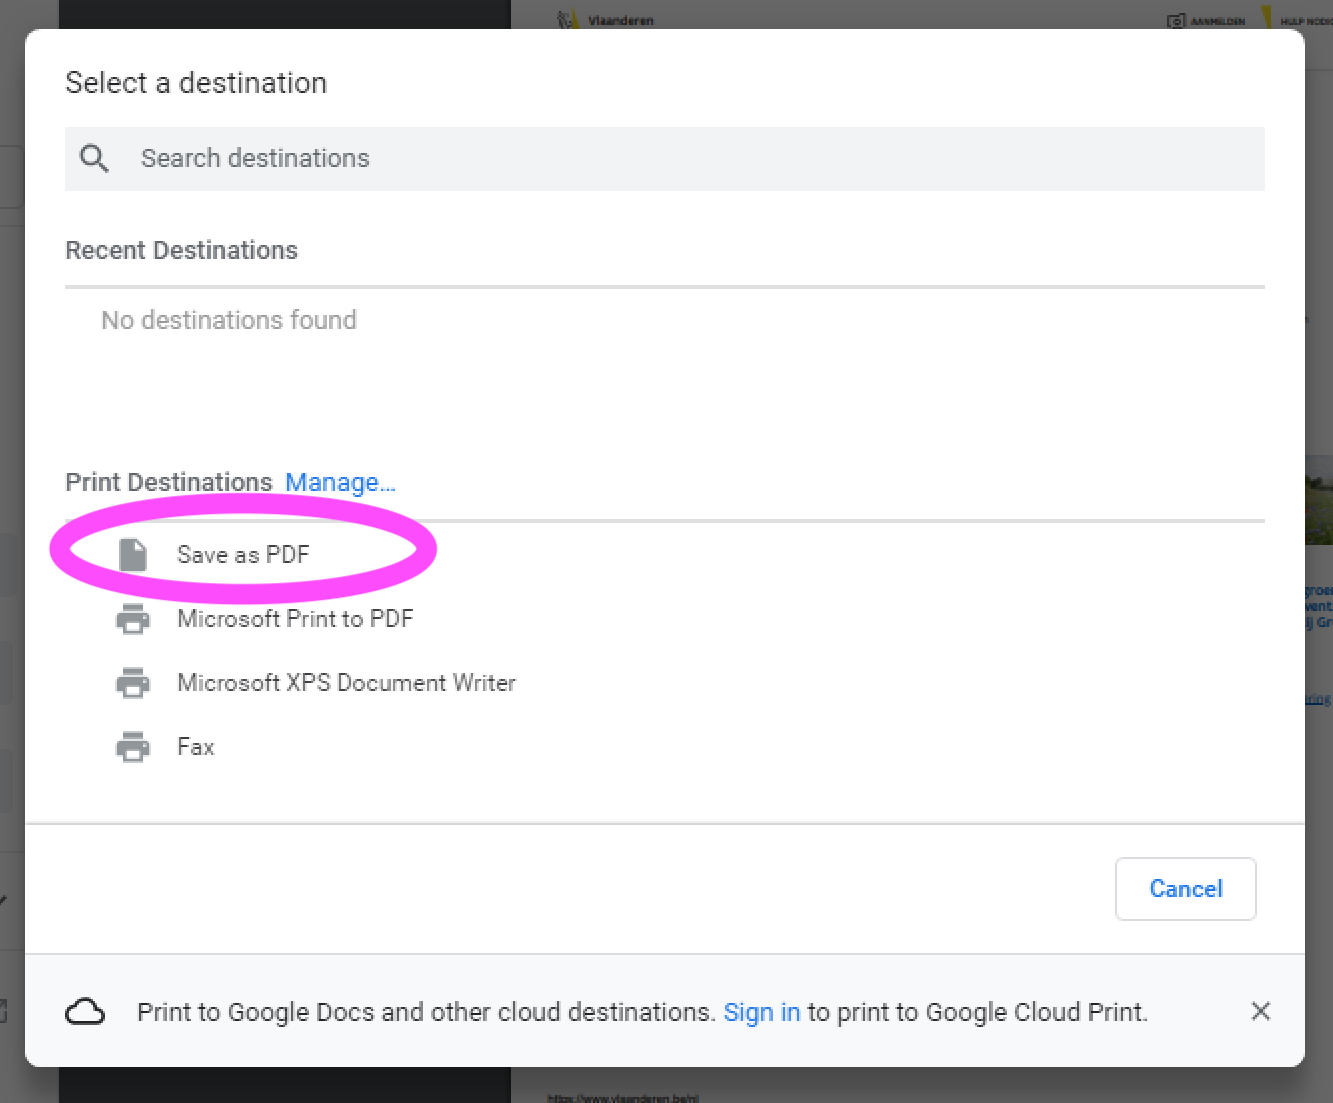 Vlaanderen
AANMELDEN
HULP NODIG
Select a destination
Search destinations
Recent Destinations
No destinations found
Print Destinations Manage...
Save as PDF
Microsoft Print to PDF
Microsoft XPS Document Writer
Fax
Cancel
Print to Google Docs and other cloud destinations. Sign in to print to Google Cloud Print.
https://www.vlaanderen.be/nl